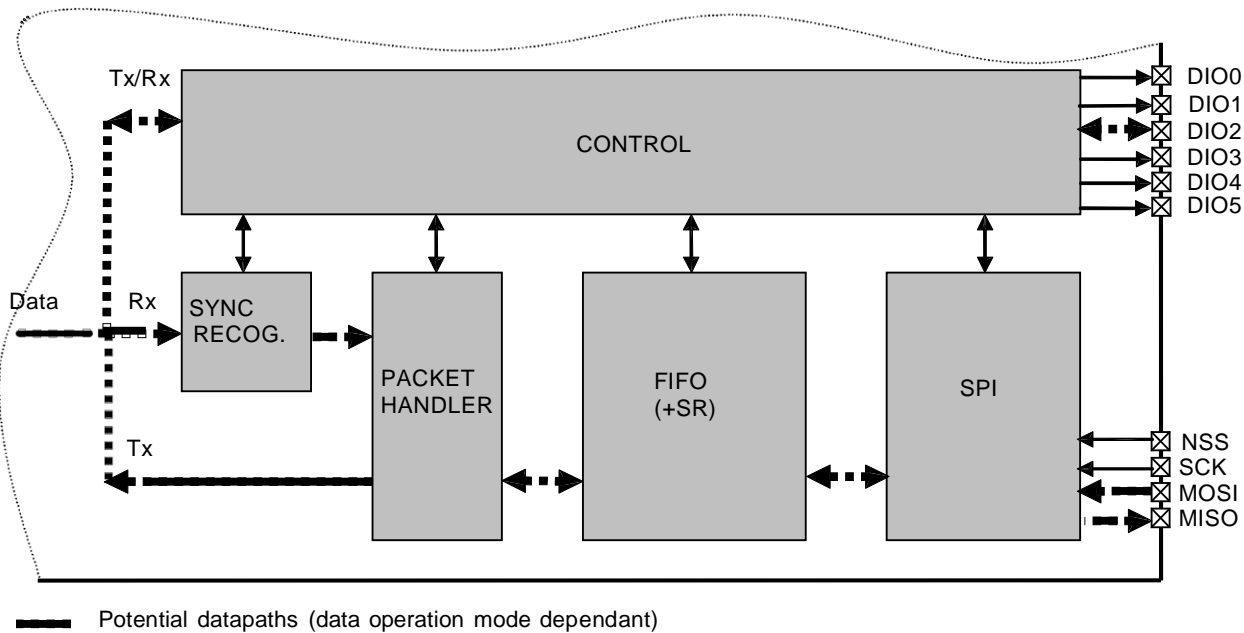 Tx/Rx
CONTROL
DIO0
DIO1
DIO2
DIO3
DIO4
DIO5
Data
Rx
SYNC
RECOG.
PACKET
HANDLER
FIFO
(+SR)
SPI
Tx
NSS
SCK
MOSI
MISO
Potential datapaths (data operation mode dependant)